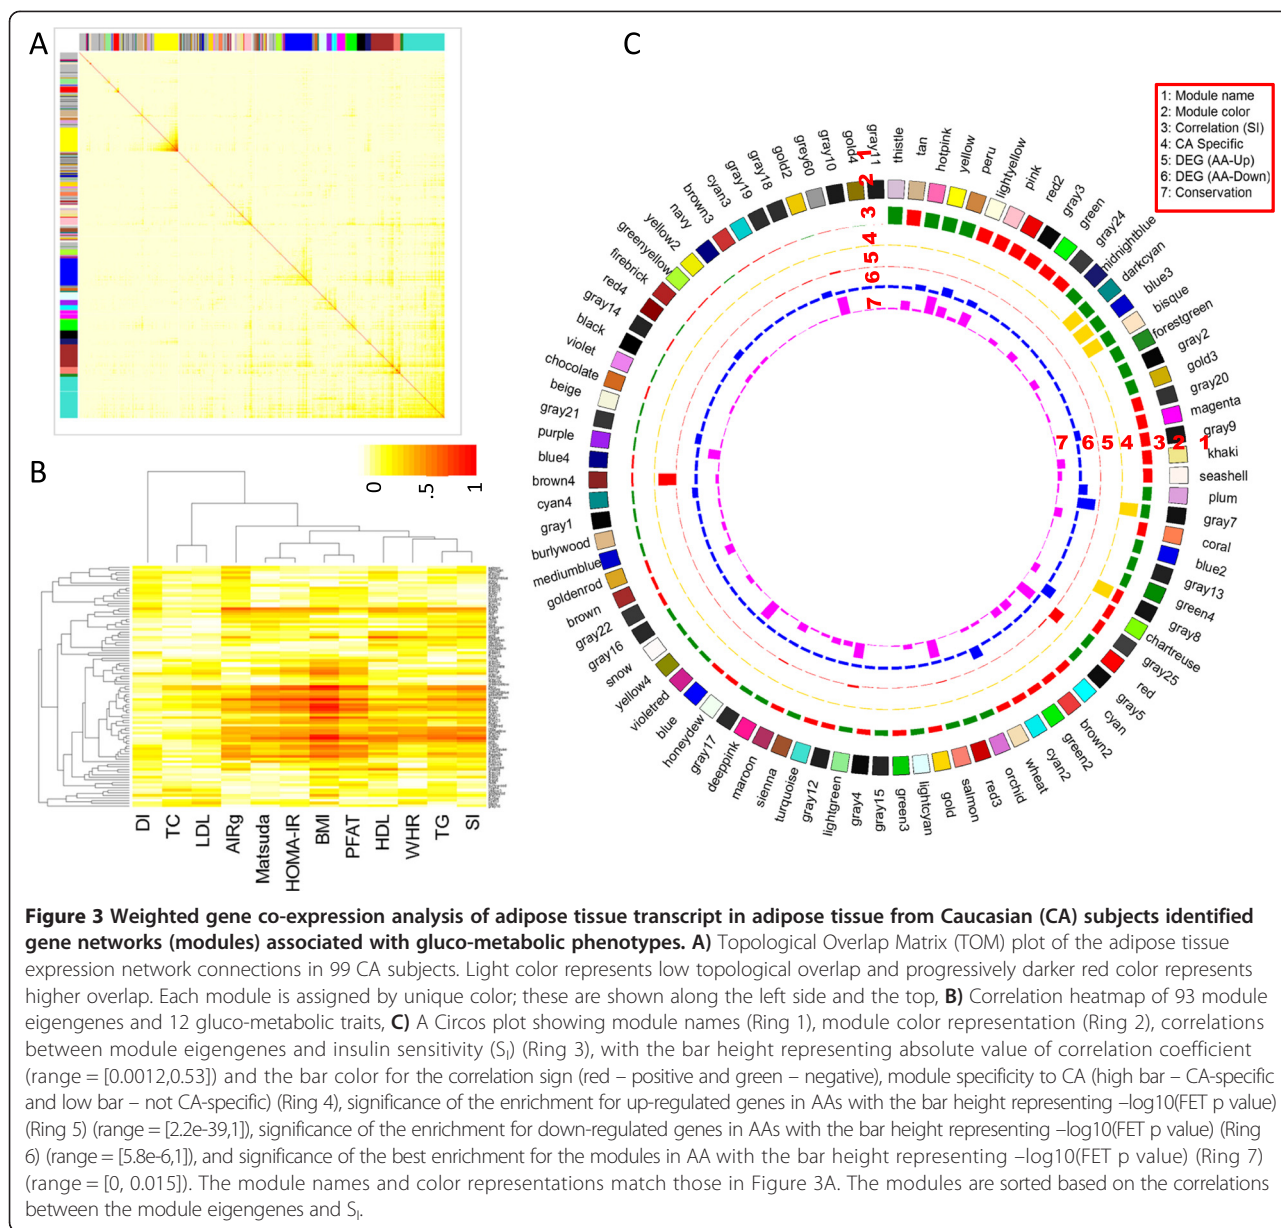 A
C
1: Module name
2: Module color
3: Correlation (SI)
4: CA Specific
5: DEG (AA-Up)
6: DEG (AA-Down)
7: Conservation
thistle
tan
hotpink
yellow
peru
lightyellow
pink
red2
gray3
green
gray24
midnightblue
darkcyan
blue3
bisque
forestgreen
gray2
gold3
gray20
magenta
gray9
khaki
seashell
plum
gray7
coral
blue2
gray13
green4
gray8
chartreuse
gray25
red
gray5
cyan
brown2
green2
cyan2
wheat
orchid
red3
salmon
gold
lightcyan
green3
gray15
gray4
lightgreen
gray12
turquoise
sienna
maroon
deeppink
gray17
honeydew
blue
violetred
yellow4
snow
gray16
gray22
brown
goldenrod
mediumblue
burlywood
gray1
cyan4
brown4
blue4
purple
gray21
beige
chocolate
violet
black
gray14
red4
firebrick
greenyellow
yellow2
navy
brown3
cyan3
gray19
gray18
gold2
grey60
gray10
gold4
gray11
1
2
3
4
5
6
7
7 6 5 4 3 2 1
0 .5 1
B
DI TC LDL AIRg Matsuda HOMA-IR BMI PFAT HDL WHR TG SI
Figure 3 Weighted gene co-expression analysis of adipose tissue transcript in adipose tissue from Caucasian (CA) subjects identified
gene networks (modules) associated with gluco-metabolic phenotypes. A) Topological Overlap Matrix (TOM) plot of the adipose tissue
expression network connections in 99 CA subjects. Light color represents low topological overlap and progressively darker red color represents
higher overlap. Each module is assigned by unique color; these are shown along the left side and the top, B) Correlation heatmap of 93 module
eigengenes and 12 gluco-metabolic traits, C) A Circos plot showing module names (Ring 1), module color representation (Ring 2), correlations
between module eigengenes and insulin sensitivity (SI) (Ring 3), with the bar height representing absolute value of correlation coefficient
(range = [0.0012,0.53]) and the bar color for the correlation sign (red – positive and green – negative), module specificity to CA (high bar – CA-specific
and low bar – not CA-specific) (Ring 4), significance of the enrichment for up-regulated genes in AAs with the bar height representing –log10(FET p value)
(Ring 5) (range = [2.2e-39,1]), significance of the enrichment for down-regulated genes in AAs with the bar height representing –log10(FET p value) (Ring
6) (range = [5.8e-6,1]), and significance of the best enrichment for the modules in AA with the bar height representing –log10(FET p value) (Ring 7)
(range = [0, 0.015]). The module names and color representations match those in Figure 3A. The modules are sorted based on the correlations
between the module eigengenes and SI.